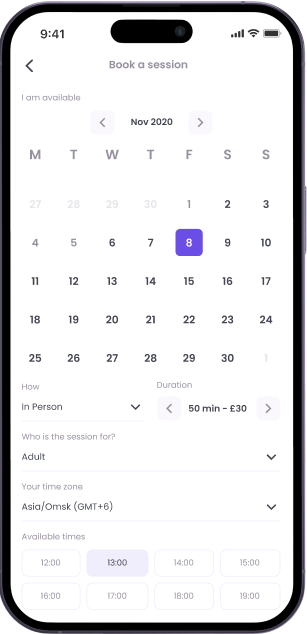 9:41
Book a session
I am available
Nov 2020
M T W T F S S
27 28 29 30 1 2 3
4 5 6 7 8 9 10
11 12 13 14 15 16 17
18 19 20 21 22 23 24
25 26 27 28 29 30 1
How Duration
In Person 50 min - £30
Who is the session for?
Adult
Your time zone
Asia/Omsk (GMT+6)
Available times
12:00 13:00 14:00 15:00
16:00 17:00 18:00 19:00